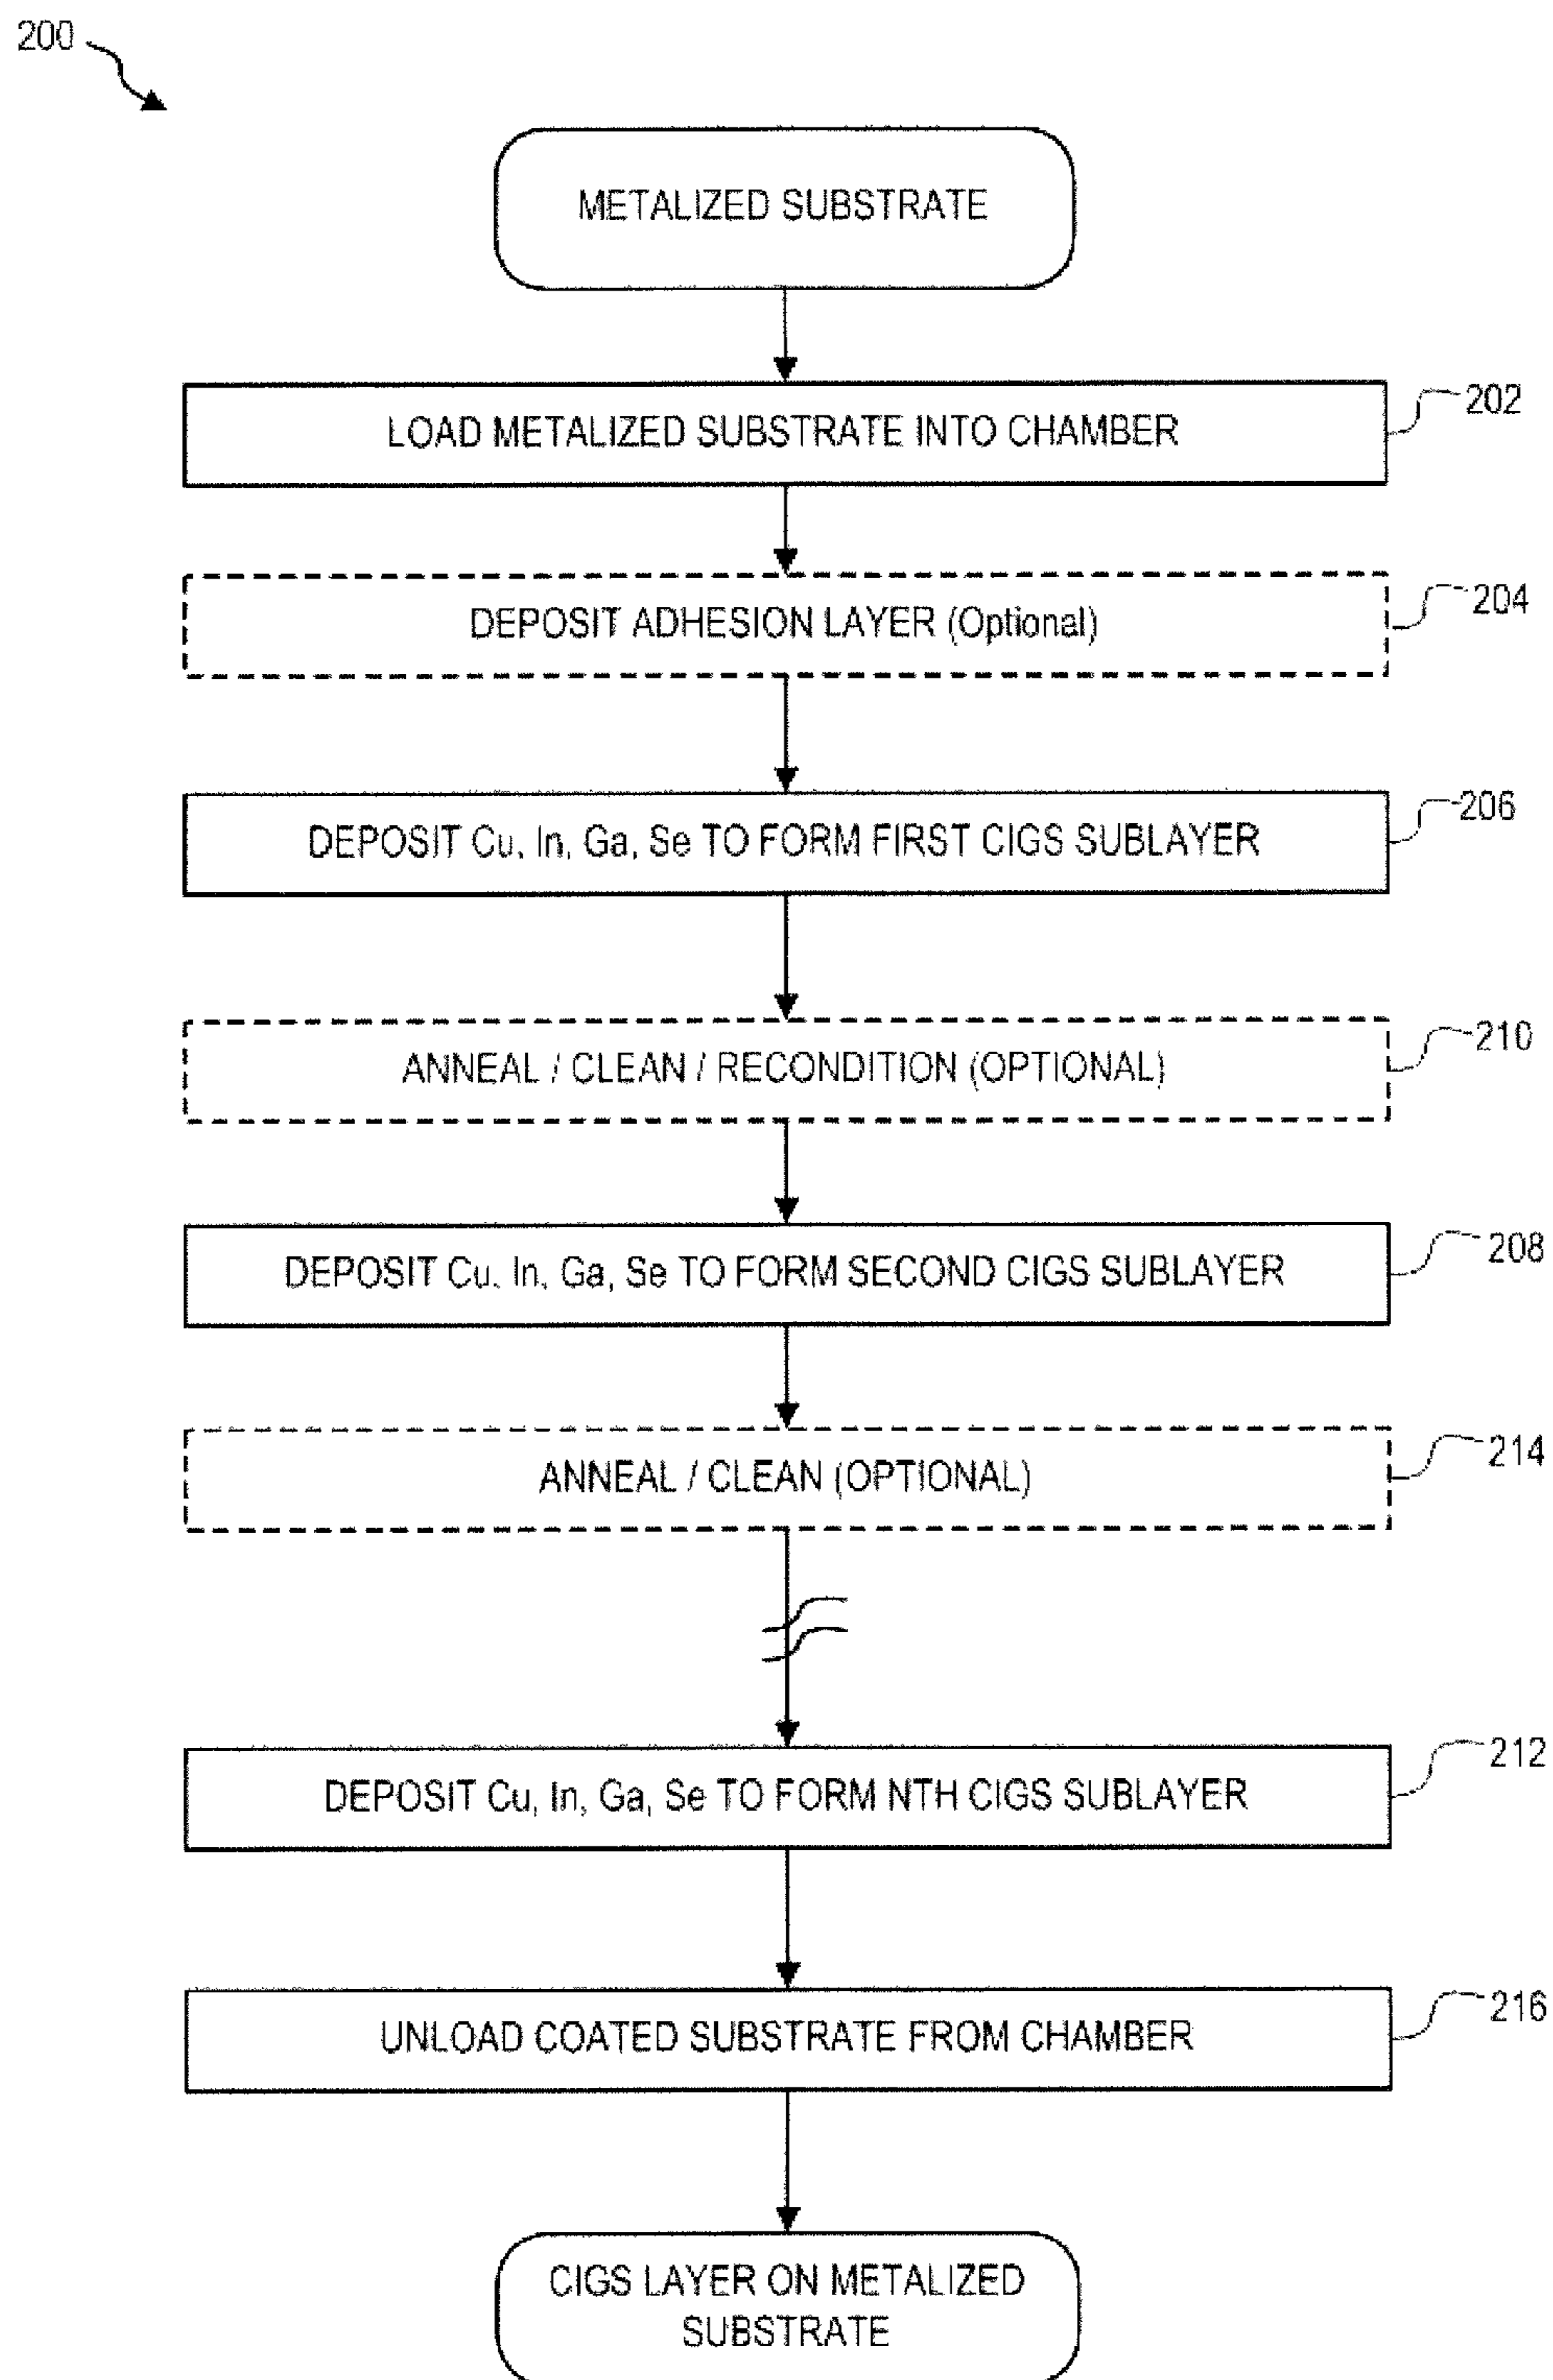 200
METALIZED SUBSTRATE
LOAD METALIZED SUBSTRATE INTO CHAMBER
202
DEPOSIT ADHESION LAYER (Optional)
204
DEPOSIT Cu, In, Ga, Se TO FORM FIRST CIGS SUBLAYER
206
ANNEAL / CLEAN / RECONDITION (OPTIONAL)
210
DEPOSIT Cu, In, Ga, Se TO FORM SECOND CIGS SUBLAYER
208
ANNEAL / CLEAN (OPTIONAL)
214
DEPOSIT Cu, In, Ga, Se TO FORM NTH CIGS SUBLAYER
212
UNLOAD COATED SUBSTRATE FROM CHAMBER
216
CIGS LAYER ON METALIZED
SUBSTRATE